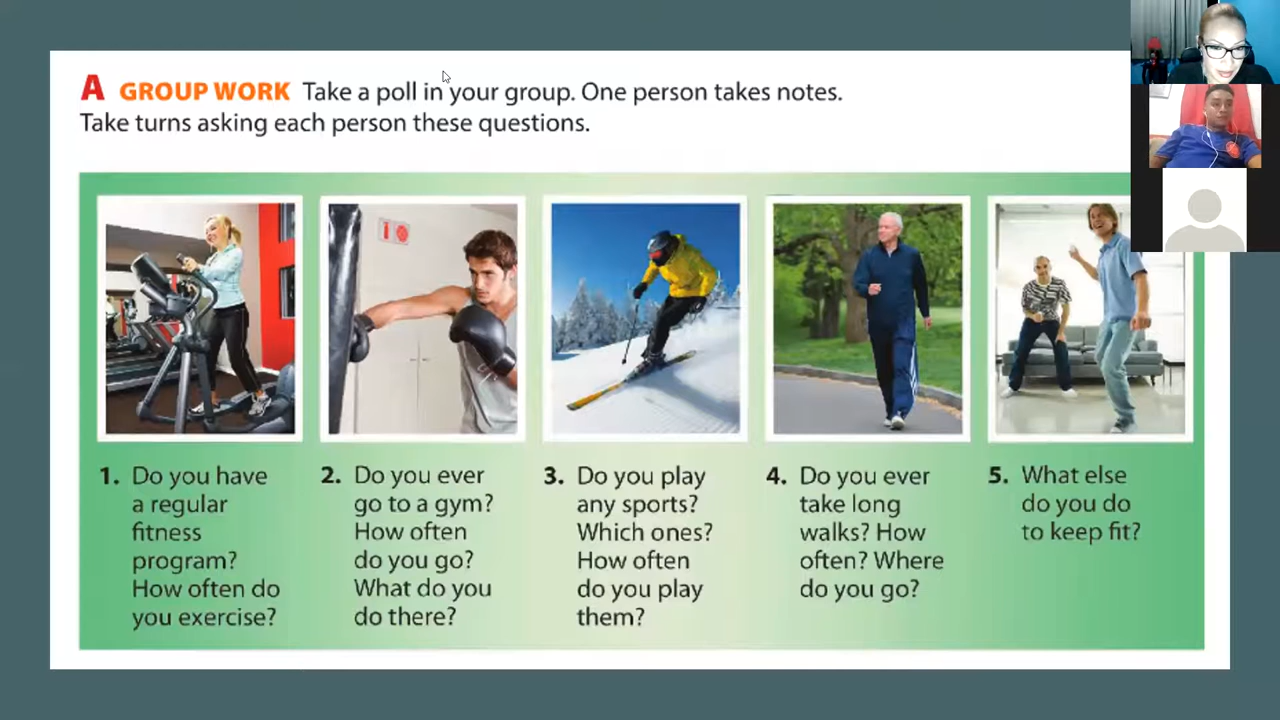 A GROUP WORK Take a poll in your group. One person takes notes.
Take turns asking each person these questions.
1. Do you have
a regular
fitness
program?
How often do
you exercise?
2. Do you ever
go to a gym?
How often
do you go?
What do you
do there?
3. Do you play
any sports?
Which ones?
How often
do you play
them?
4. Do you ever
take long
walks? How
often? Where
do you go?
5. What else
do you do
to keep fit?